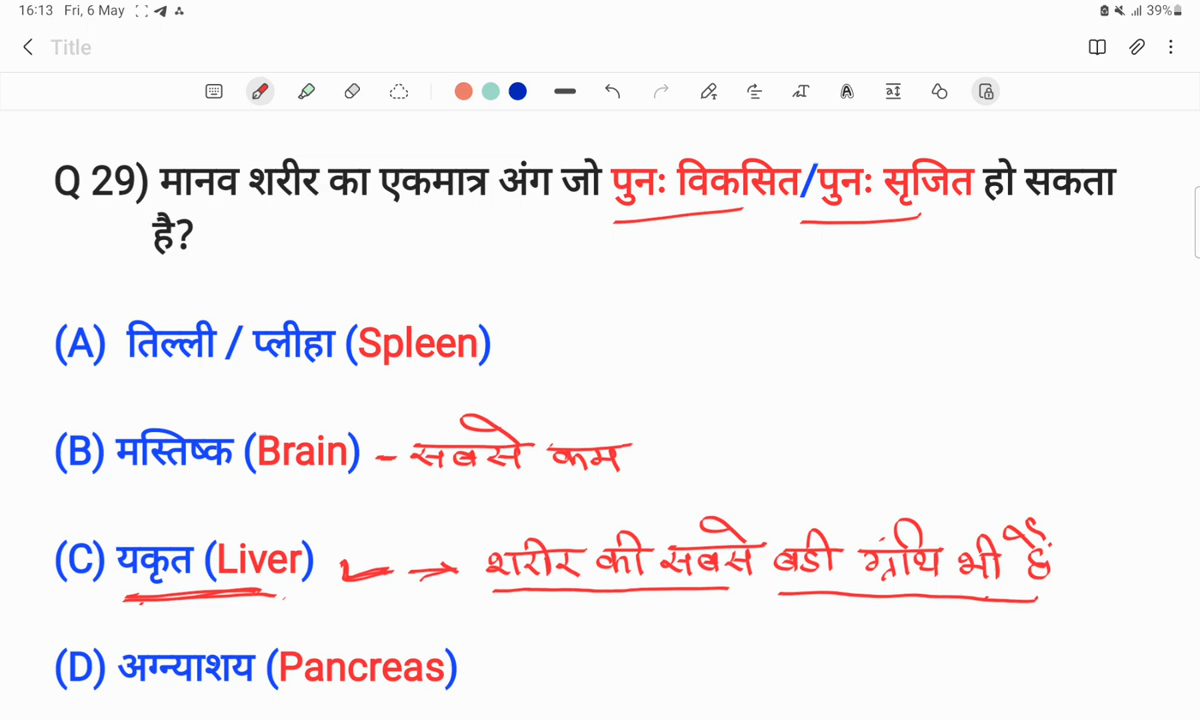 16:13 Fri, 6 May 39%
Title
Q 29) मानव शरीर का एकमात्र अंग जो पुनः विकसित/पुनः सृजित हो सकता
है?
(A) तिल्ली / प्लीहा (Spleen)
(B) मस्तिष्क (Brain) - सबसे कम
(C) यकृत (Liver) → शरीर की सबसे बडी ग्रंथि भी है
(D) अग्न्याशय (Pancreas)